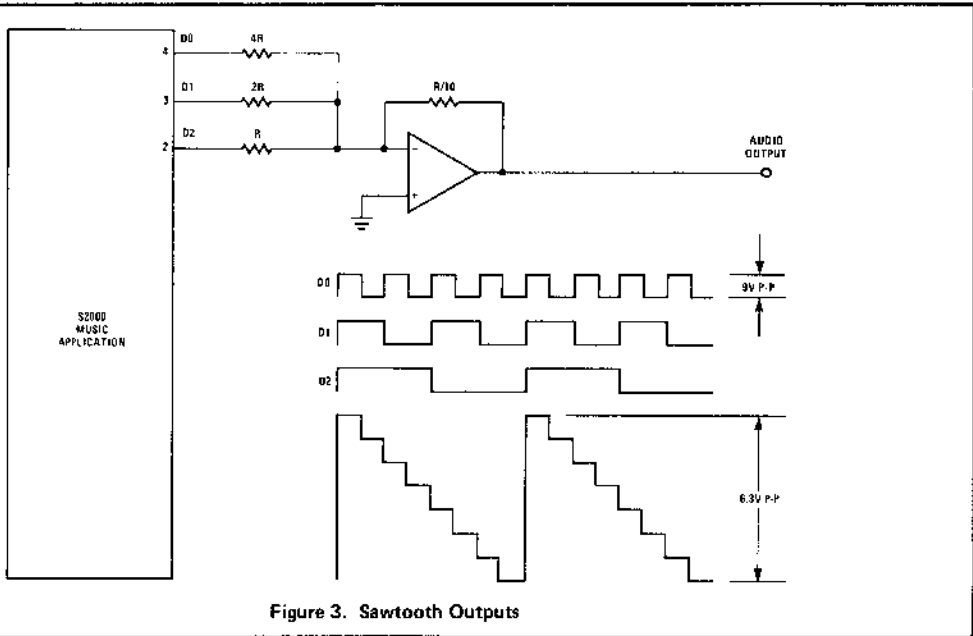 4 D0 4R
3 D1 2R
2 D2 R
R/10
−
+
AUDIO
OUTPUT
S2000
MUSIC
APPLICATION
D0
9V P-P
D1
D2
6.3V P-P
Figure 3. Sawtooth Outputs